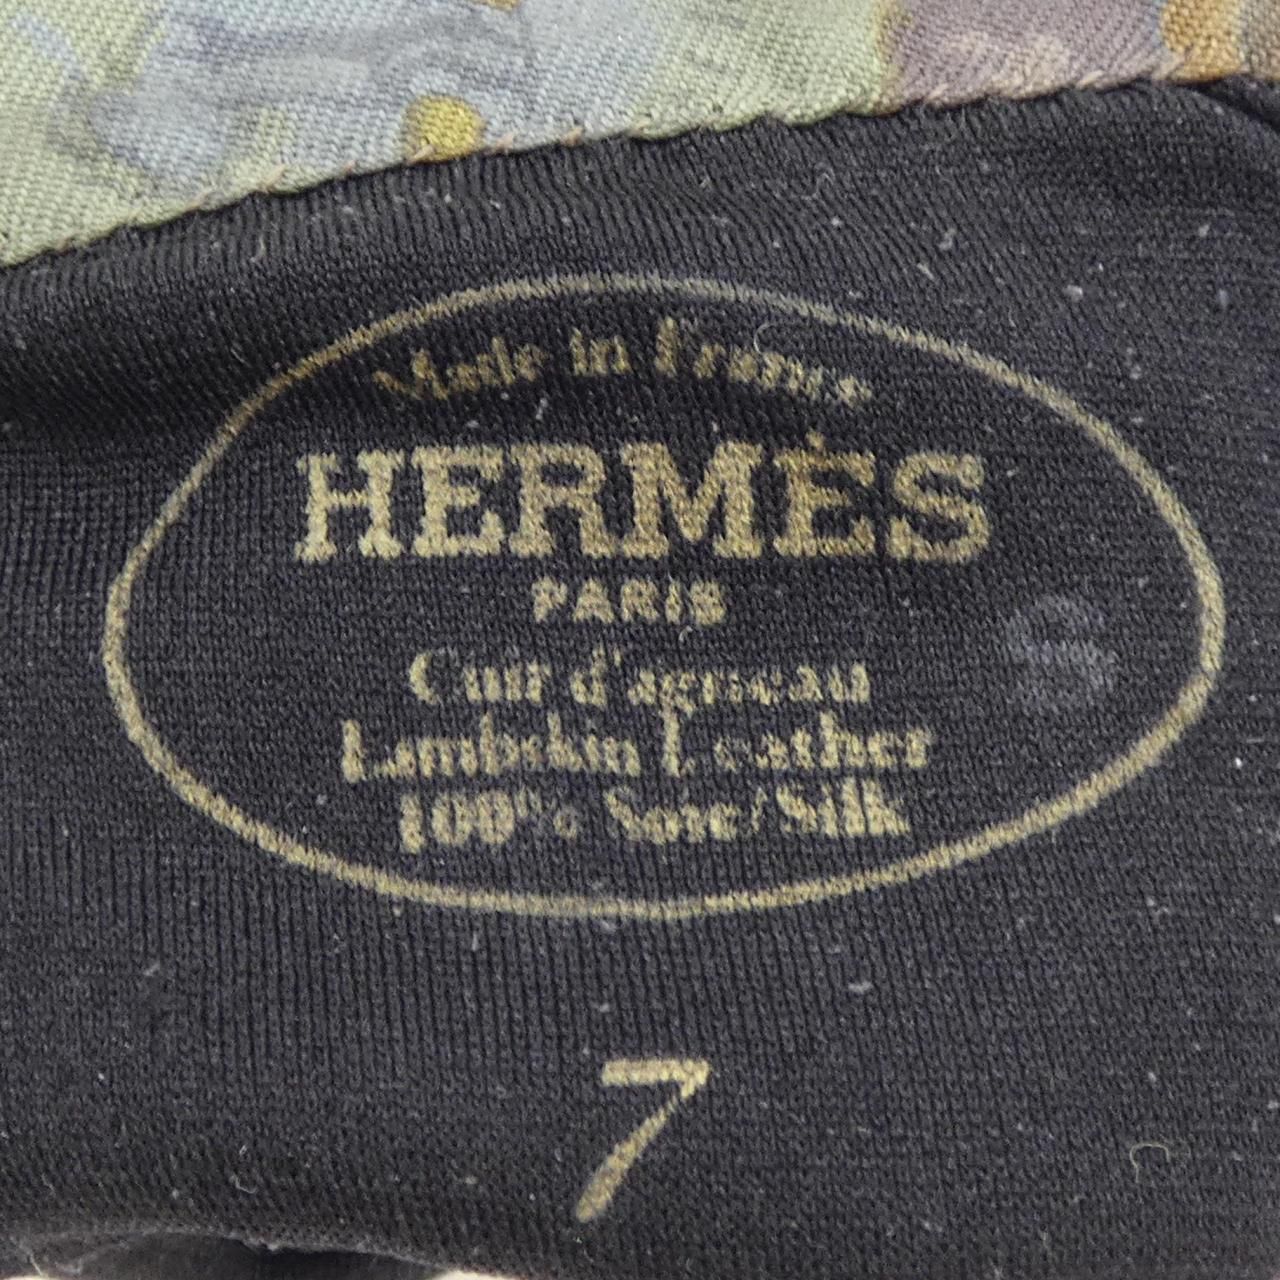 Made in France
HERMÈS
PARIS
Cuir d'agneau
Lambskin Leather
100% Soie/Silk
S
7